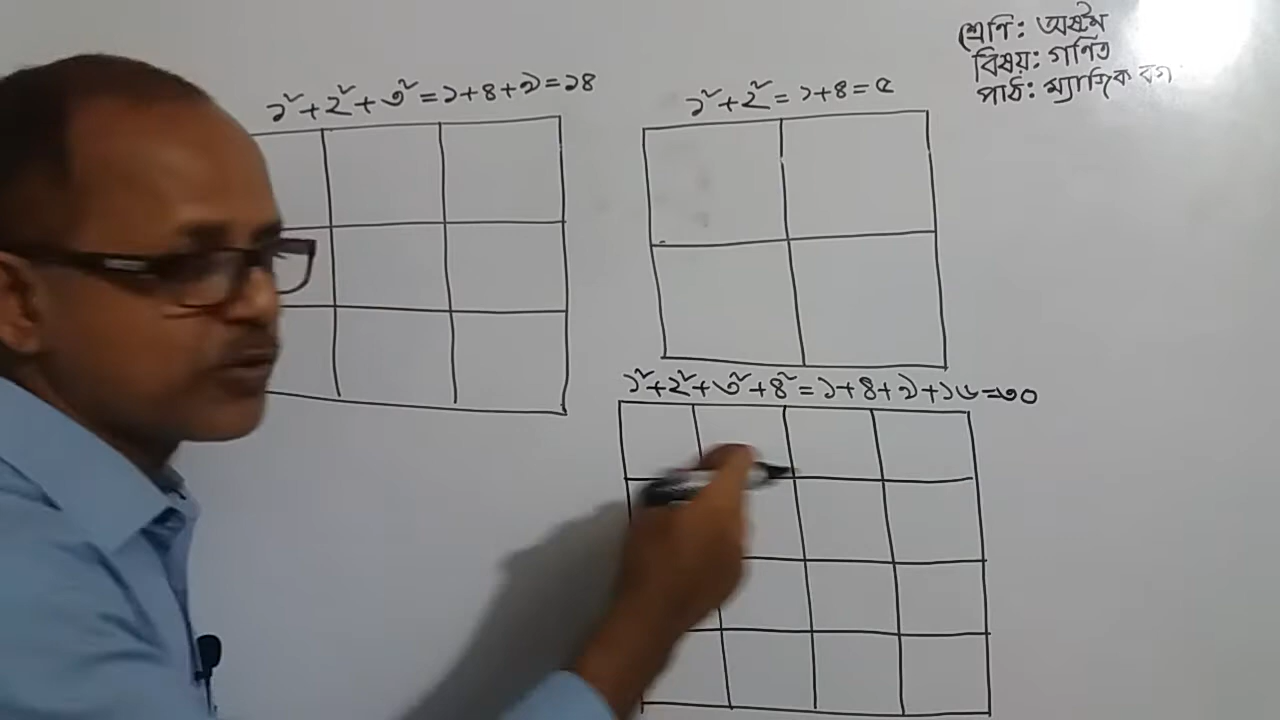 শ্রেণি: অষ্টম
বিষয়: গণিত
পাঠ: ম্যাজিক বর্গ
১²+২²+৩²=১+৪+৯=১৪
১²+২²=১+৪=৫
১²+২²+৩²+৪²=১+৪+৯+১৬=৩০